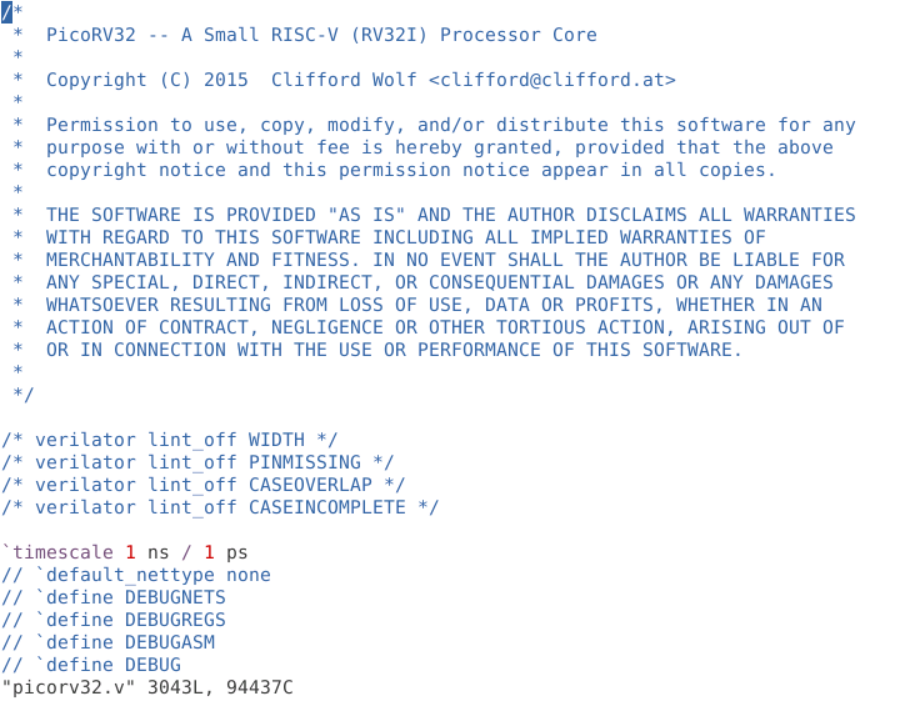 /*
 *  PicoRV32 -- A Small RISC-V (RV32I) Processor Core
 *
 *  Copyright (C) 2015  Clifford Wolf <clifford@clifford.at>
 *
 *  Permission to use, copy, modify, and/or distribute this software for any
 *  purpose with or without fee is hereby granted, provided that the above
 *  copyright notice and this permission notice appear in all copies.
 *
 *  THE SOFTWARE IS PROVIDED "AS IS" AND THE AUTHOR DISCLAIMS ALL WARRANTIES
 *  WITH REGARD TO THIS SOFTWARE INCLUDING ALL IMPLIED WARRANTIES OF
 *  MERCHANTABILITY AND FITNESS. IN NO EVENT SHALL THE AUTHOR BE LIABLE FOR
 *  ANY SPECIAL, DIRECT, INDIRECT, OR CONSEQUENTIAL DAMAGES OR ANY DAMAGES
 *  WHATSOEVER RESULTING FROM LOSS OF USE, DATA OR PROFITS, WHETHER IN AN
 *  ACTION OF CONTRACT, NEGLIGENCE OR OTHER TORTIOUS ACTION, ARISING OUT OF
 *  OR IN CONNECTION WITH THE USE OR PERFORMANCE OF THIS SOFTWARE.
 *
 */

/* verilator lint_off WIDTH */
/* verilator lint_off PINMISSING */
/* verilator lint_off CASEOVERLAP */
/* verilator lint_off CASEINCOMPLETE */

`timescale 1 ns / 1 ps
// `default_nettype none
// `define DEBUGNETS
// `define DEBUGREGS
// `define DEBUGASM
// `define DEBUG
"picorv32.v" 3043L, 94437C